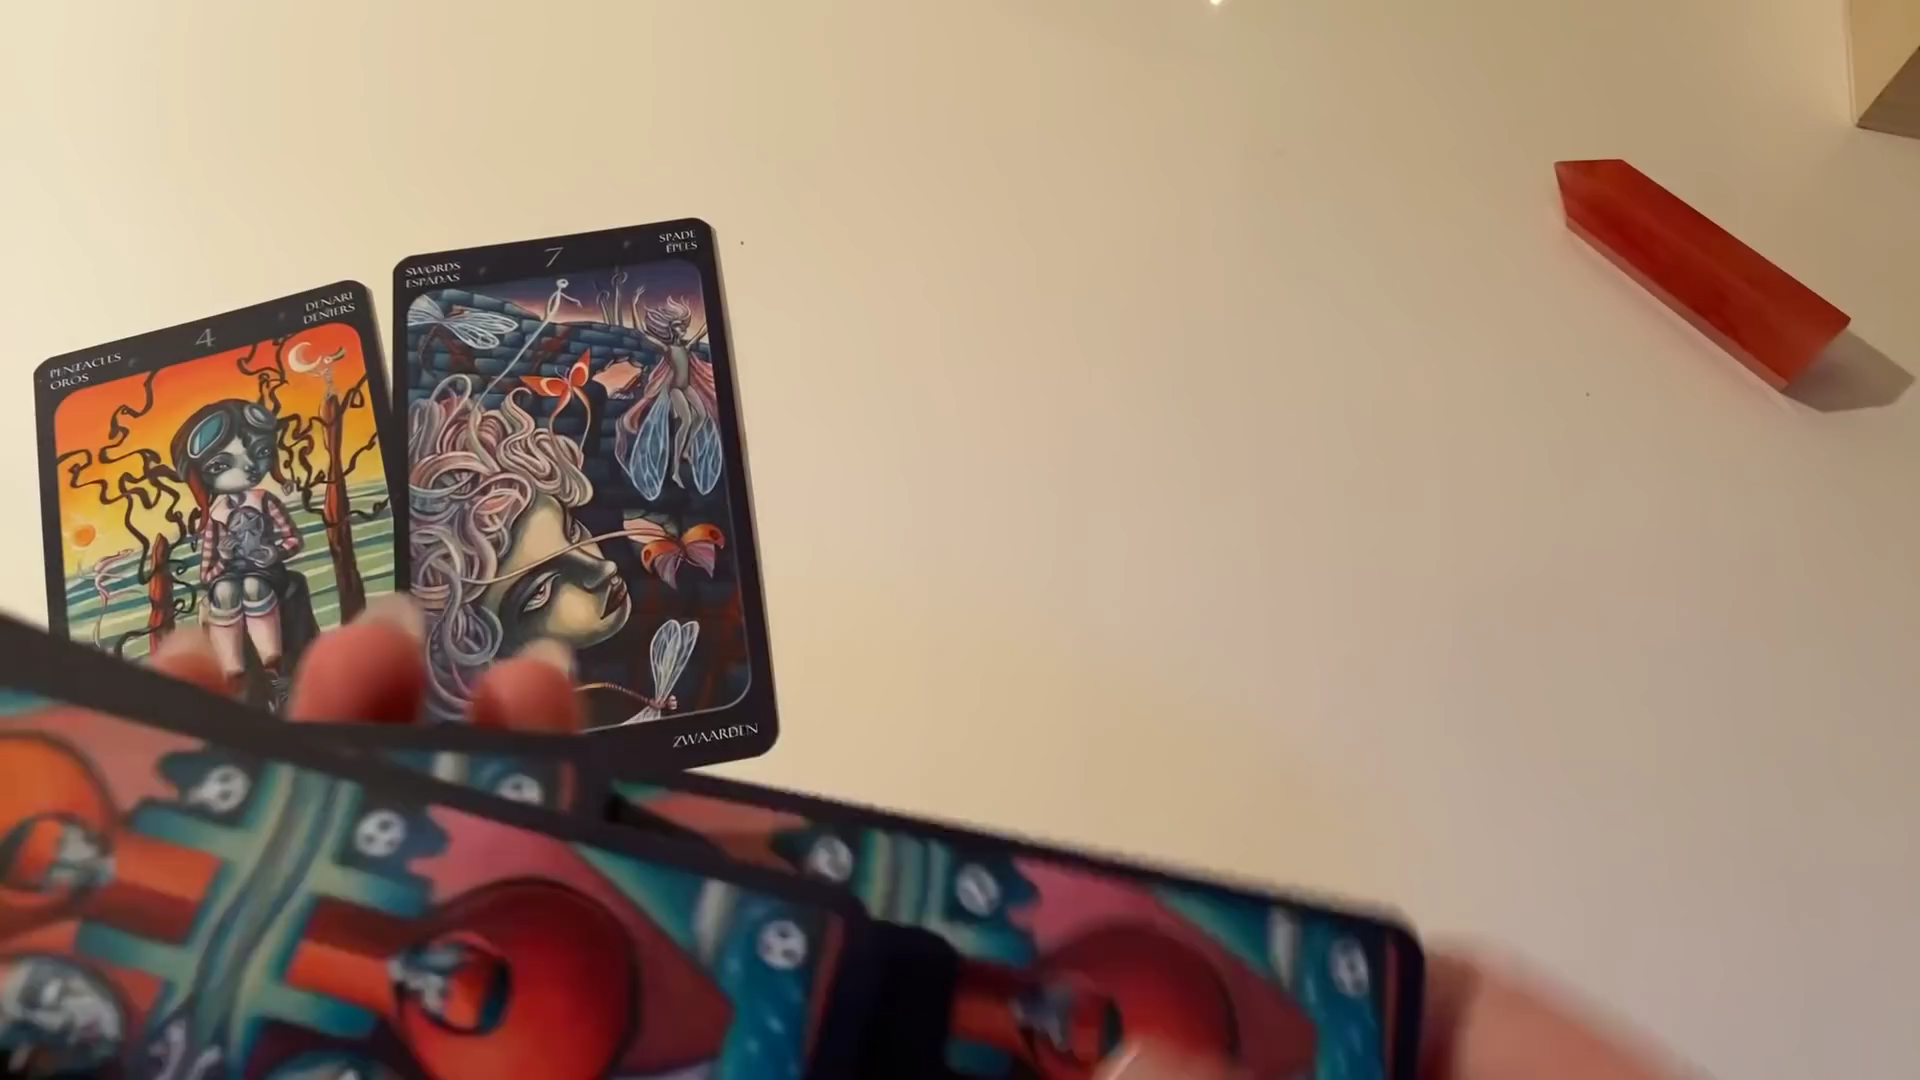 PENTACLES
OROS
4
DENARI
DENIERS
SWORDS
ESPADAS
7
SPADE
ÉPÉES
ZWAARDEN